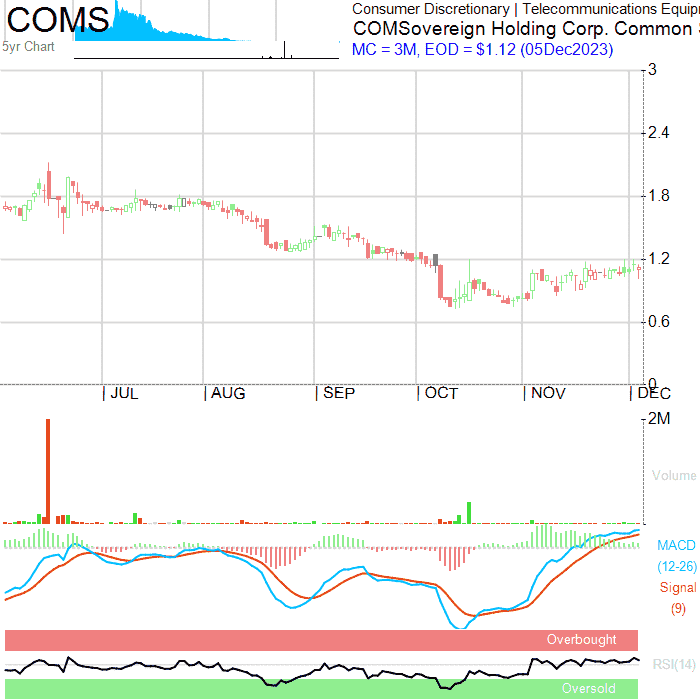 COMS
5yr Chart
Consumer Discretionary | Telecommunications Equip
COMSovereign Holding Corp. Common
MC = 3M, EOD = $1.12 (05Dec2023)
3
2.4
1.8
1.2
0.6
0
| JUL | AUG | SEP | OCT | NOV | DEC
2M
Volume
MACD
(12-26)
Signal
(9)
Overbought
RSI(14)
Oversold